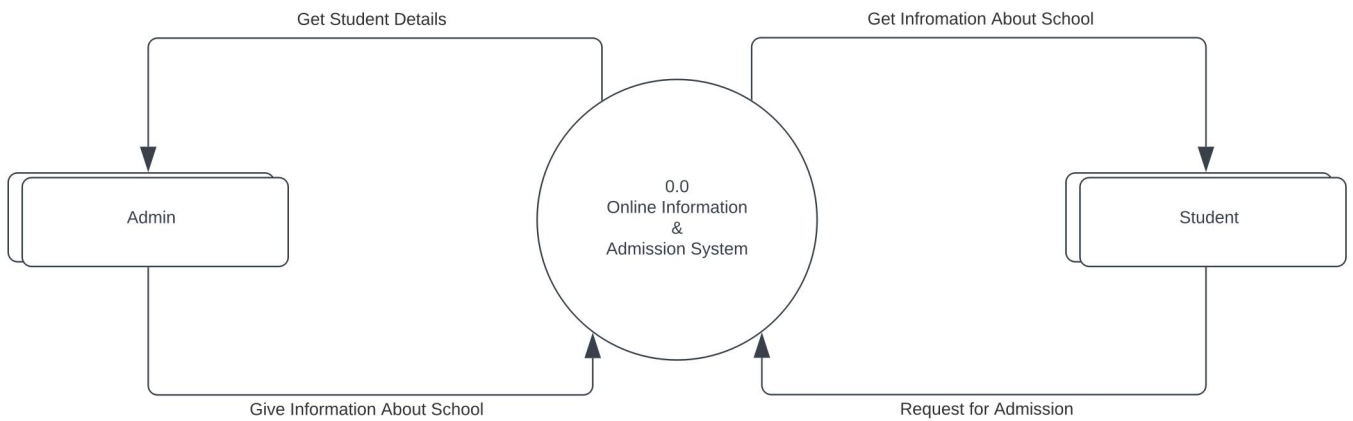 Get Student Details
Get Infromation About School
Admin
0.0
Online Information
&
Admission System
Student
Give Information About School
Request for Admission